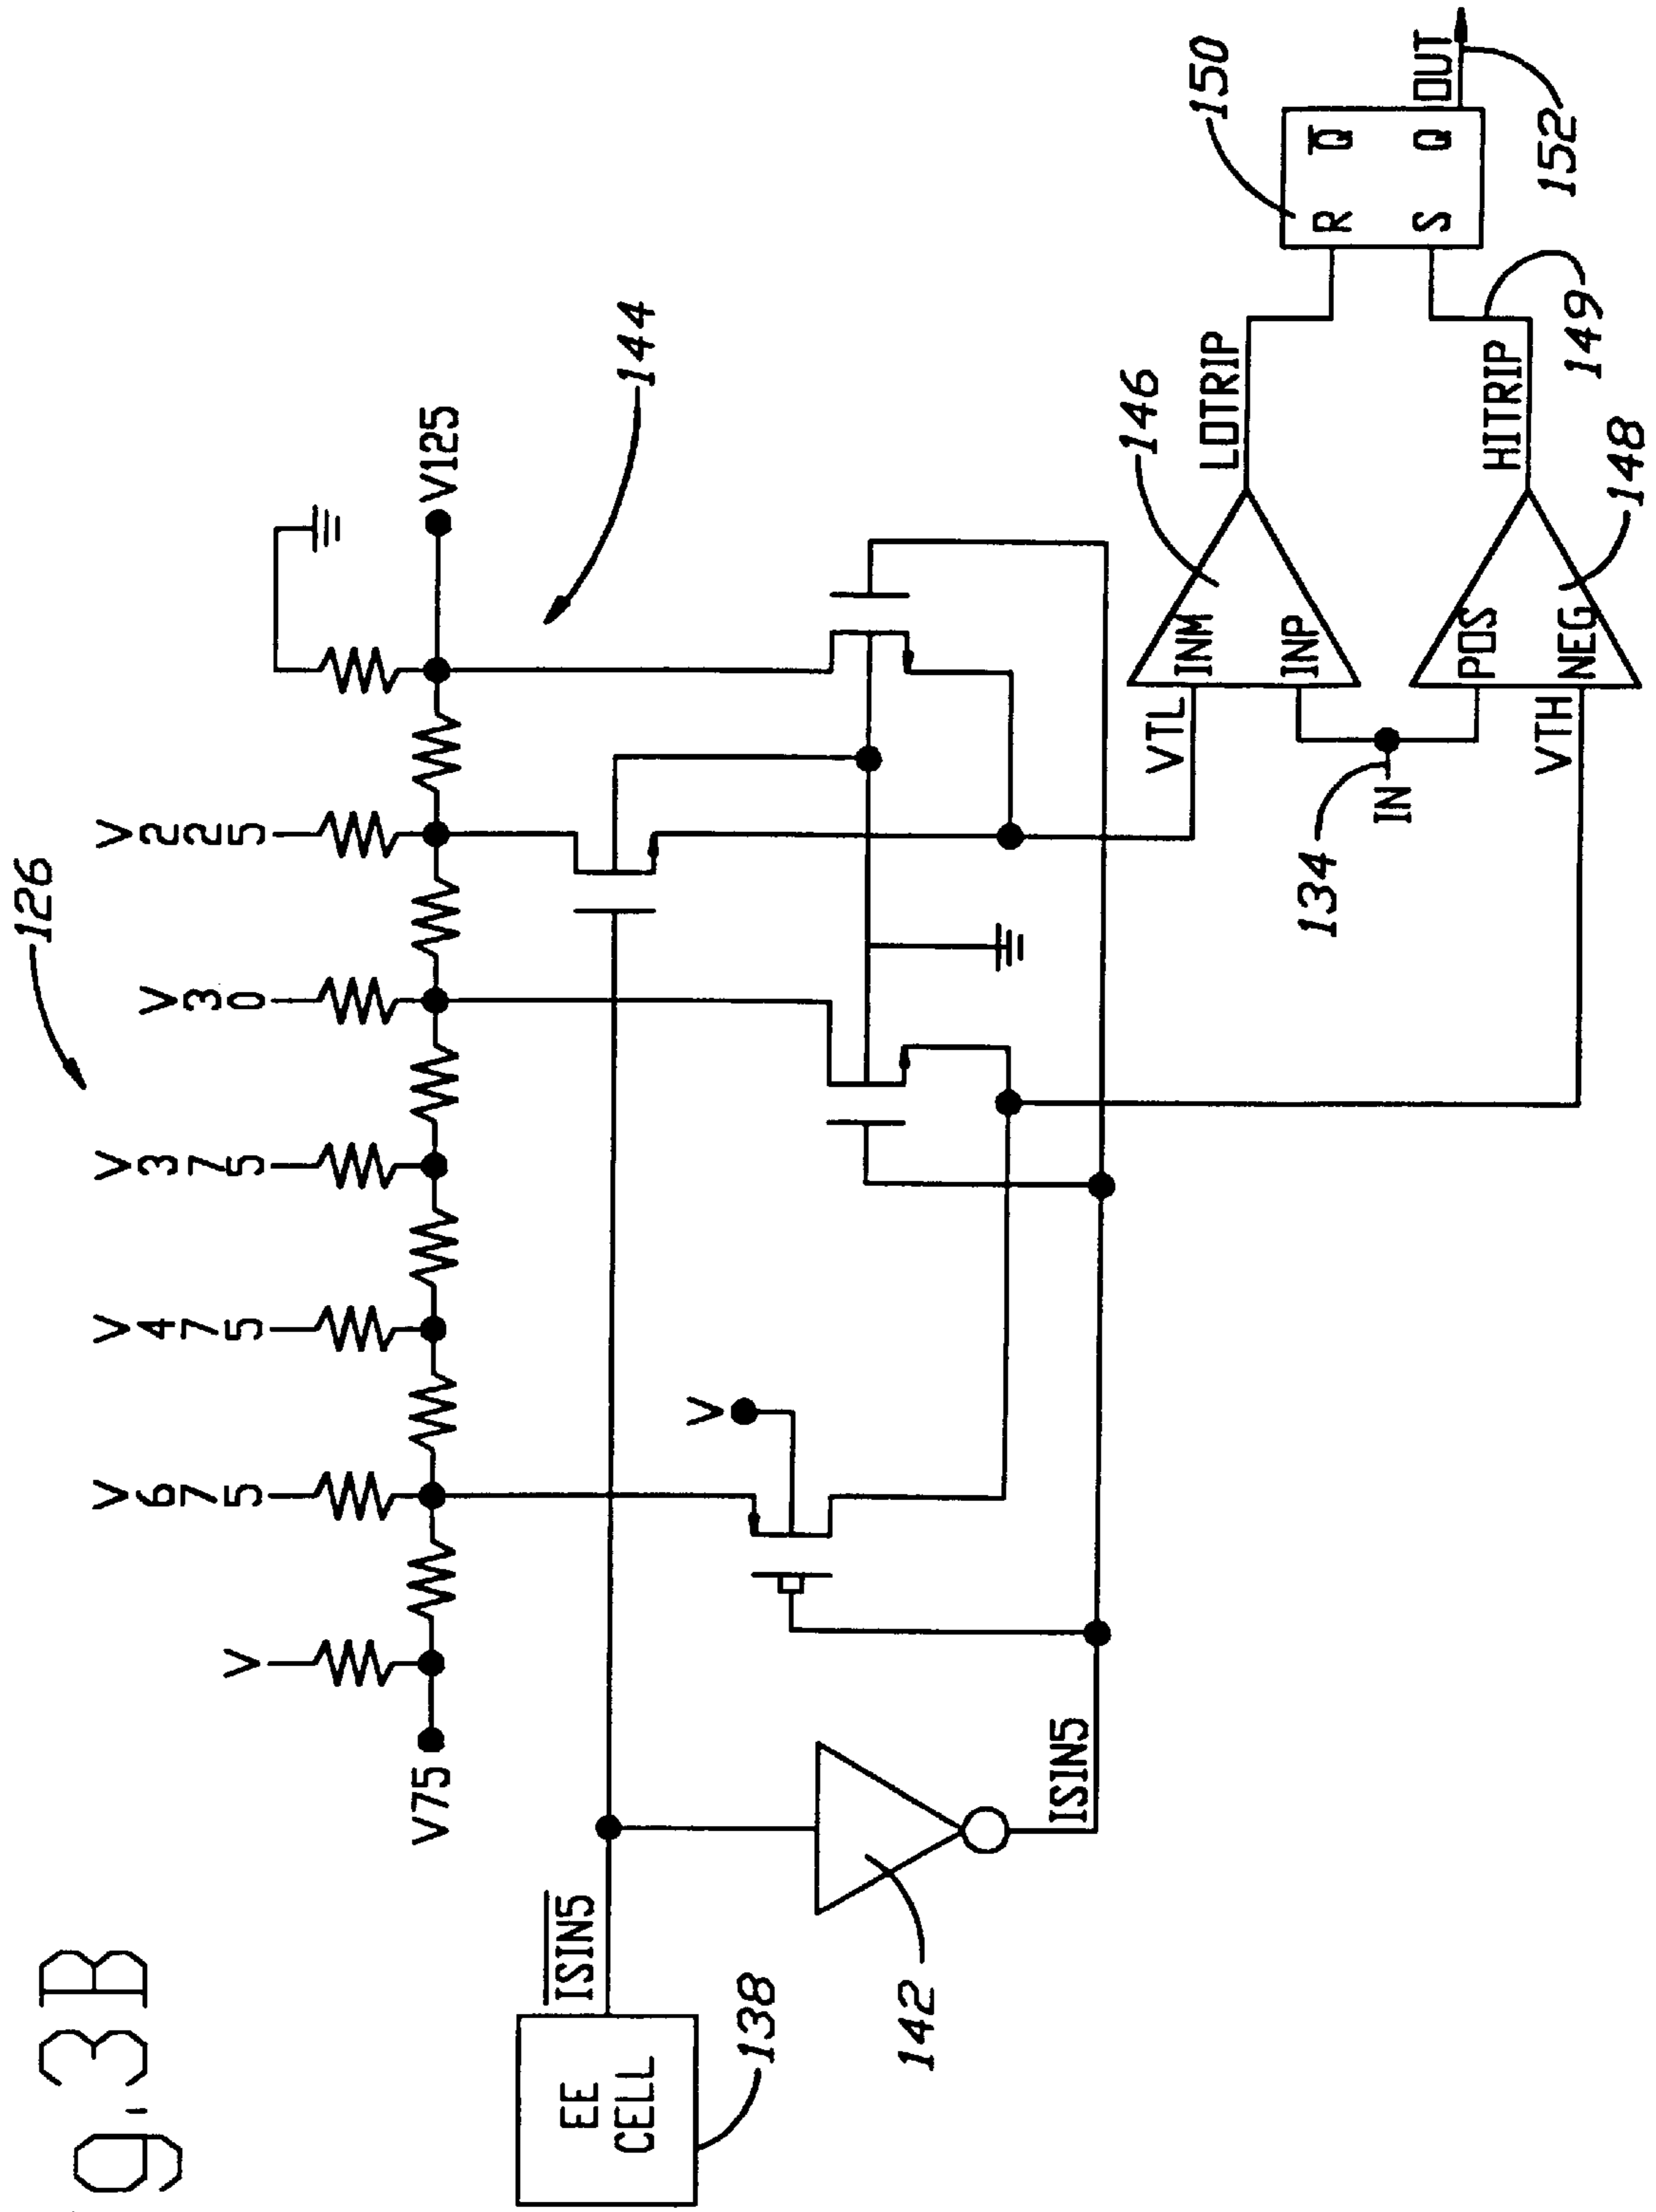 g.3B
126
V
V675
V475
V375
V30
V225
V75
V125
144
V
EE
CELL
138
ISIN5
142
ISIN5
VTL
INM
INP
146
LOTRIP
134
IN
VTH
POS
NEG
148
HITRIP
149
150
R
Q
S
Q
OUT
152